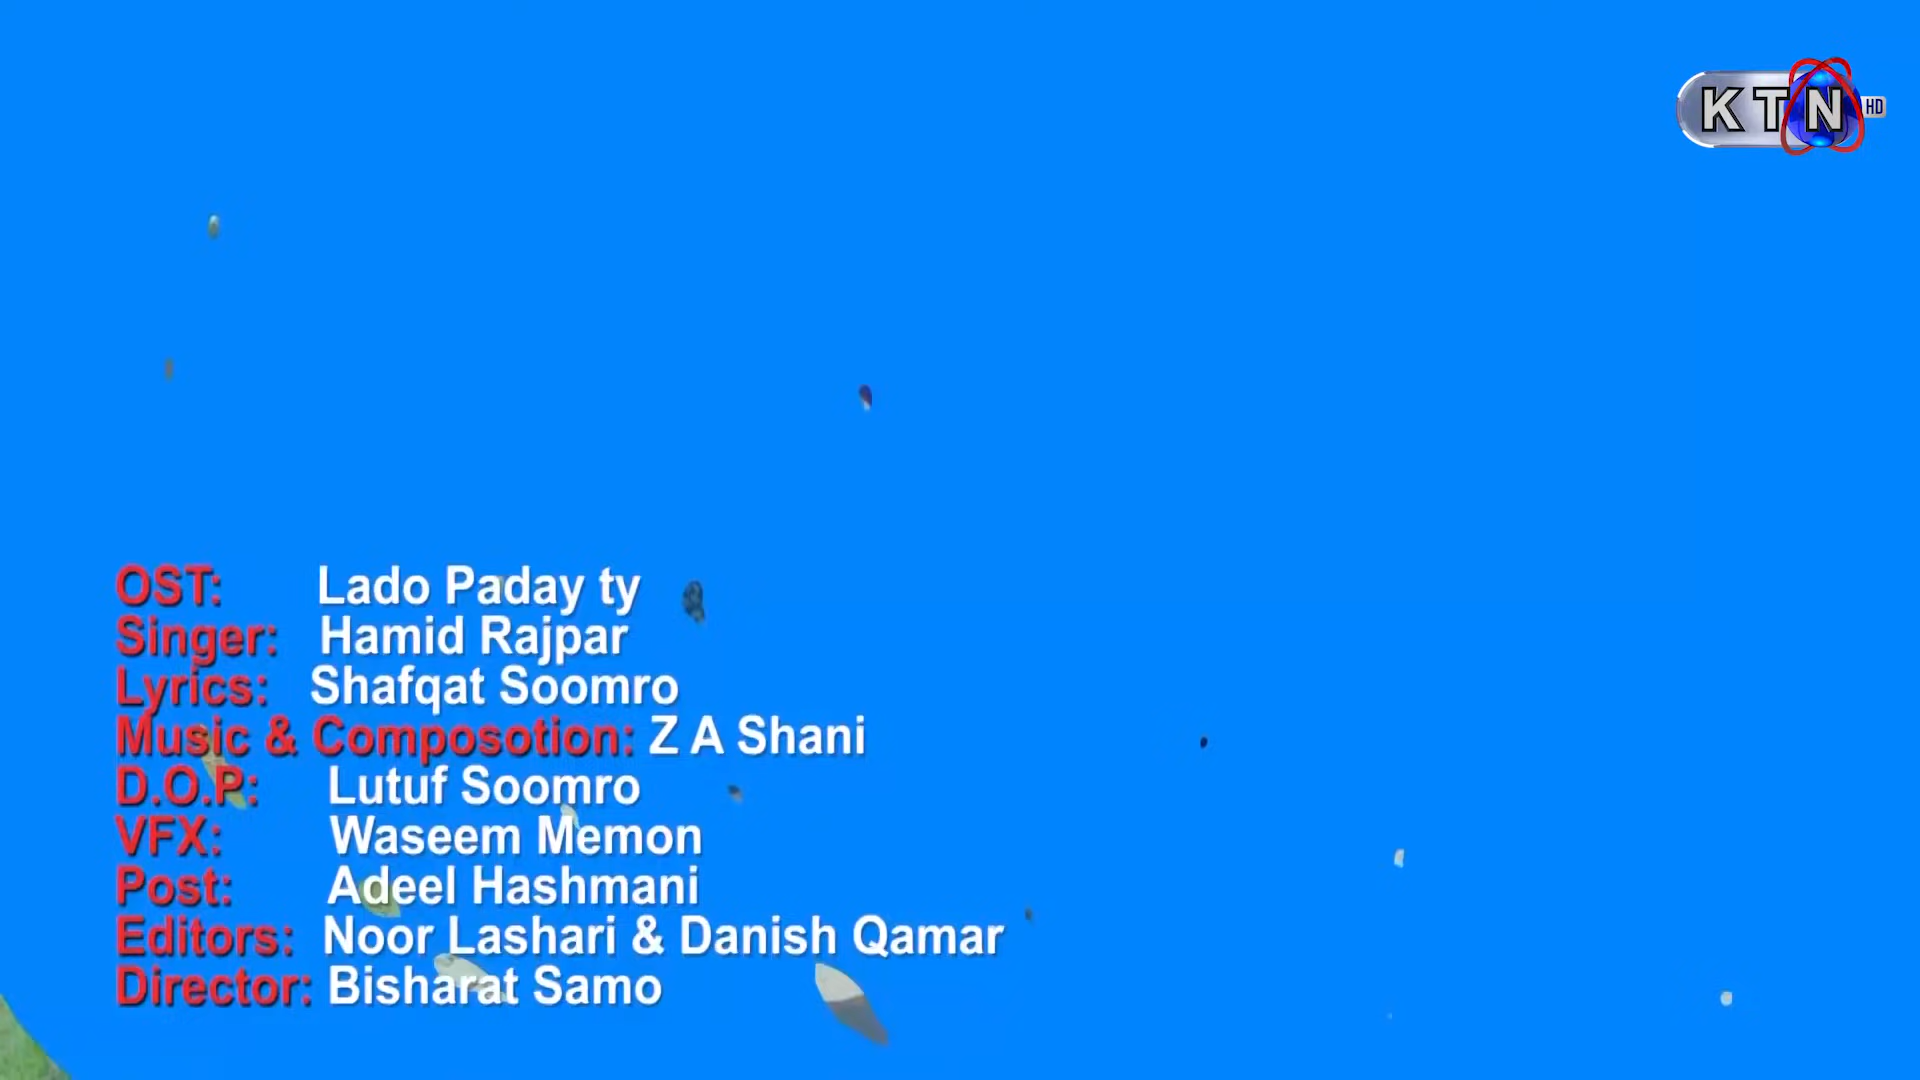 KTN HD
OST: Lado Paday ty
Singer: Hamid Rajpar
Lyrics: Shafqat Soomro
Music & Composotion: Z A Shani
D.O.P: Lutuf Soomro
VFX: Waseem Memon
Post: Adeel Hashmani
Editors: Noor Lashari & Danish Qamar
Director: Bisharat Samo